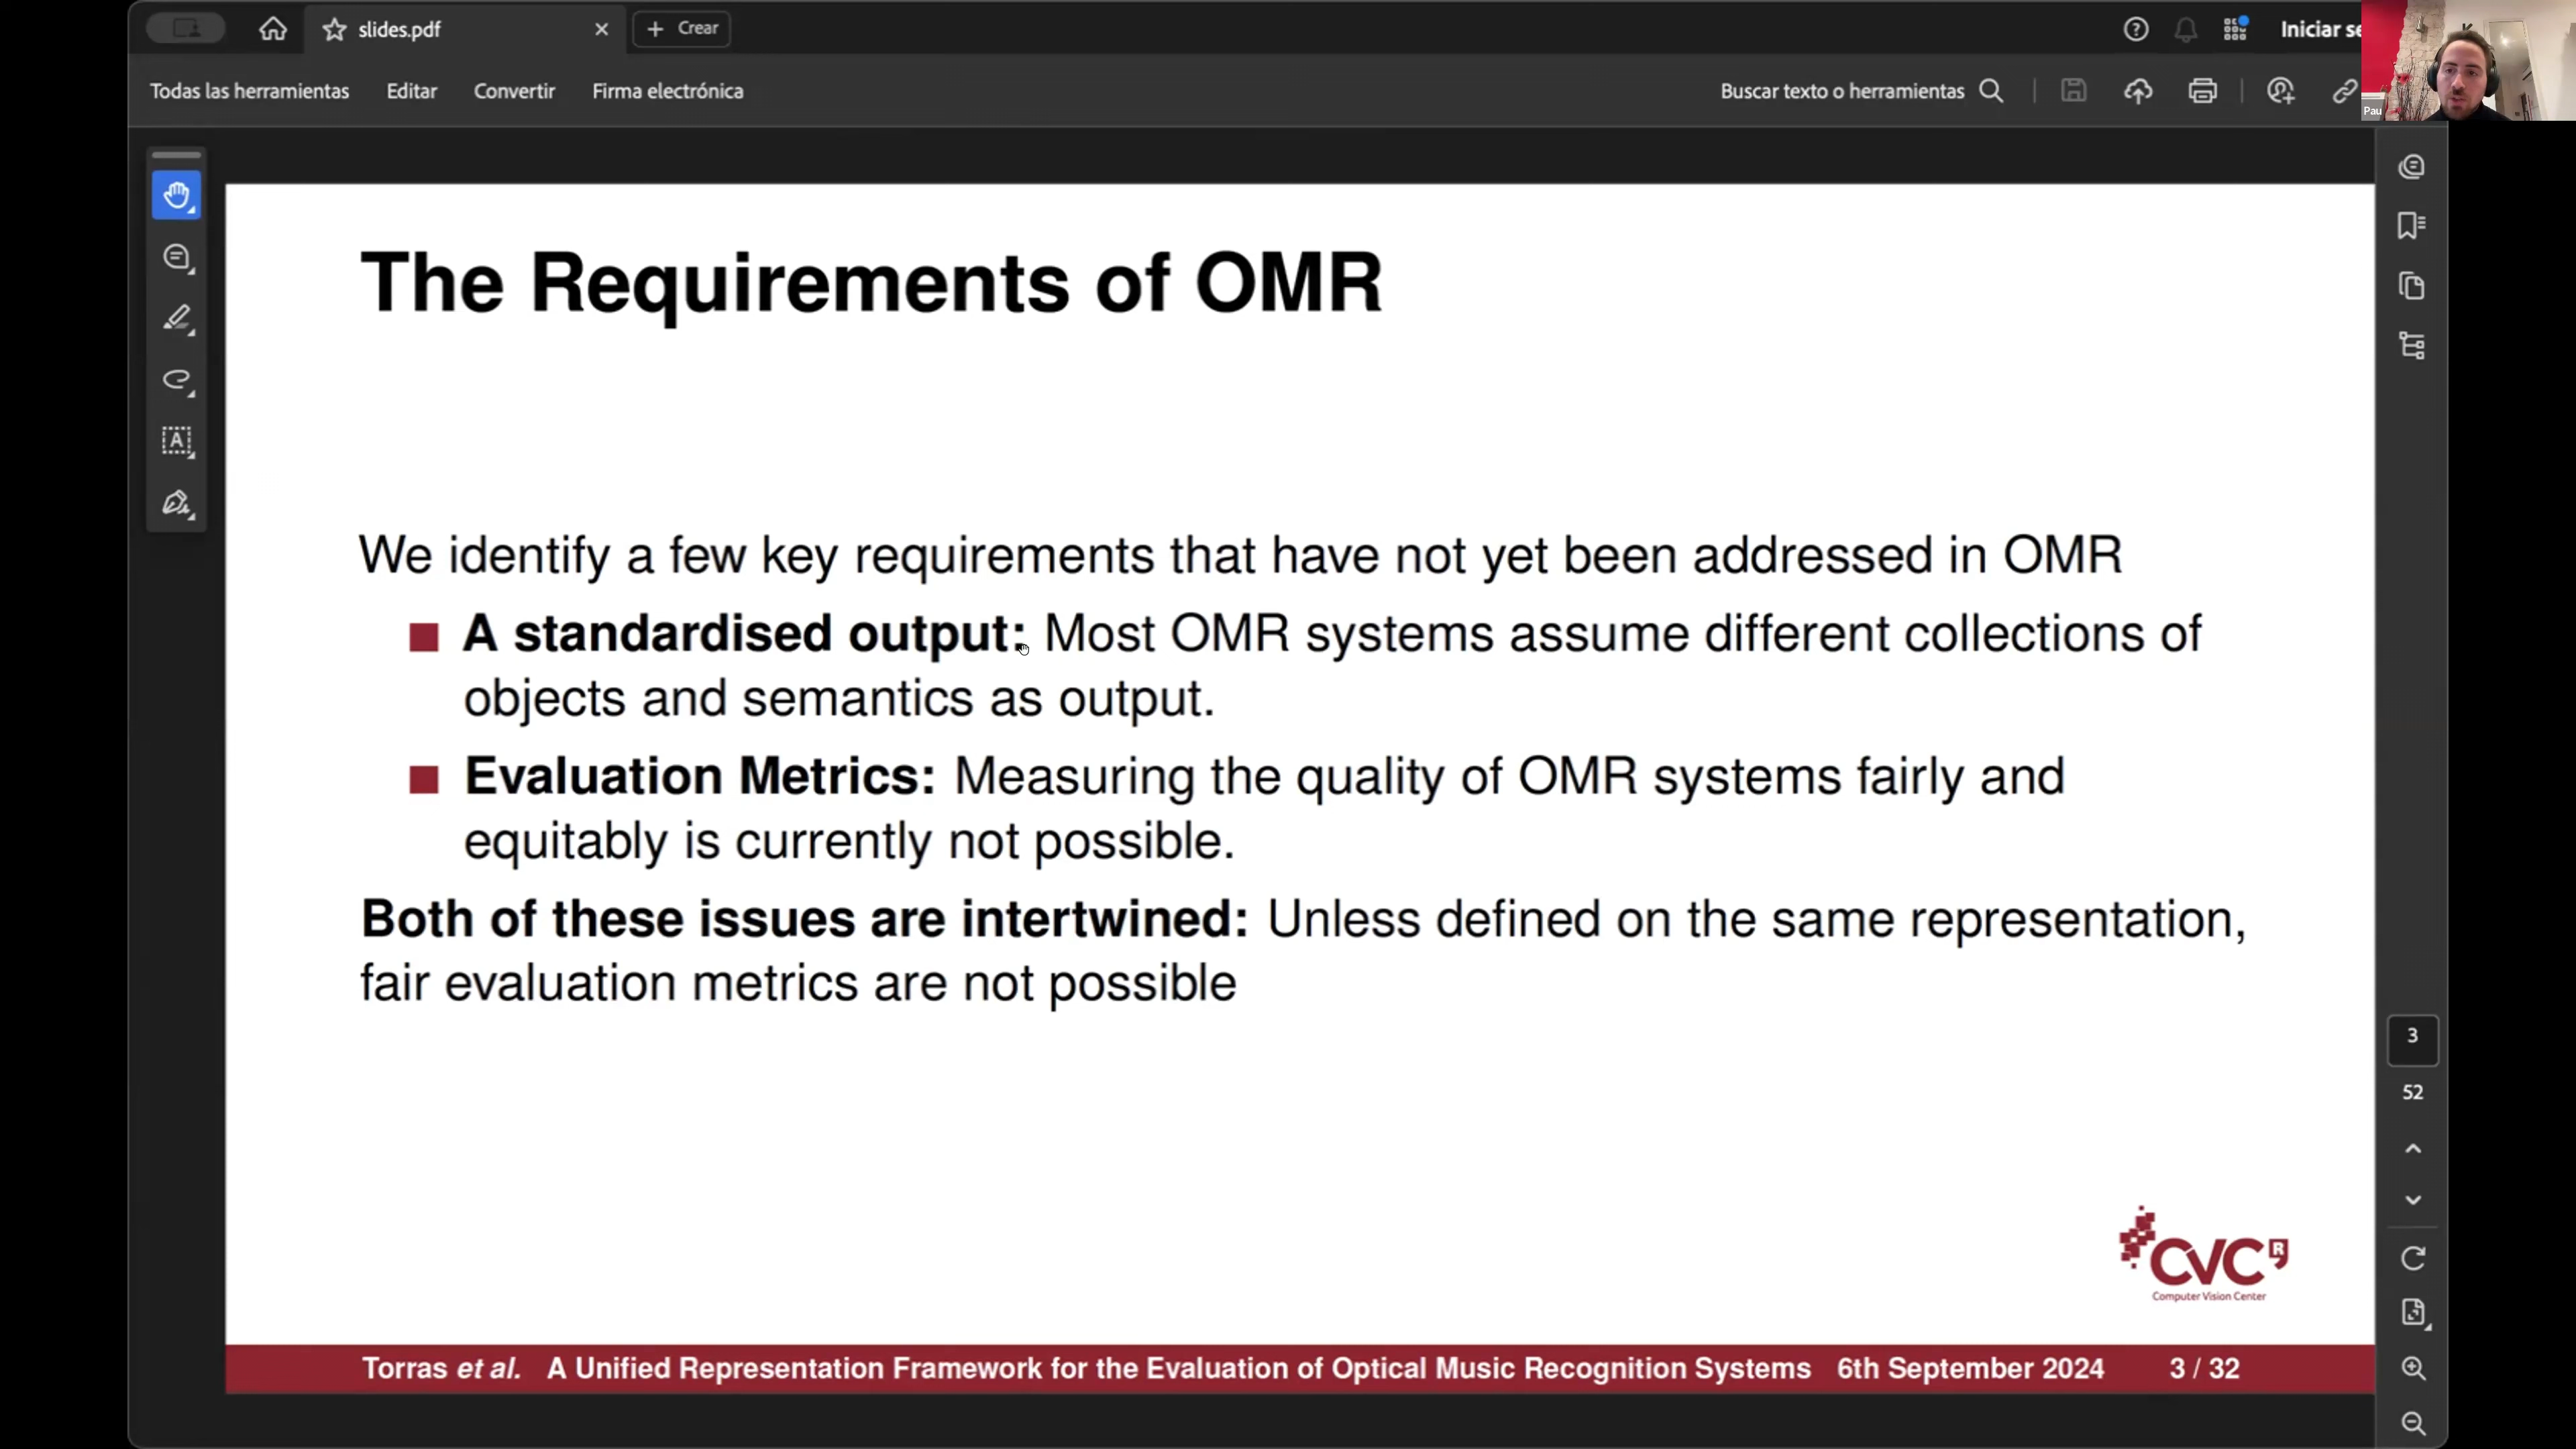 slides.pdf
Crear
Iniciar se
Todas las herramientas
Editar
Convertir
Firma electrónica
Buscar texto o herramientas
Pau
The Requirements of OMR
We identify a few key requirements that have not yet been addressed in OMR
A standardised output: Most OMR systems assume different collections of
objects and semantics as output.
Evaluation Metrics: Measuring the quality of OMR systems fairly and
equitably is currently not possible.
Both of these issues are intertwined: Unless defined on the same representation,
fair evaluation metrics are not possible
3
52
CVC R
Computer Vision Center
Torras et al. A Unified Representation Framework for the Evaluation of Optical Music Recognition Systems 6th September 2024 3 / 32